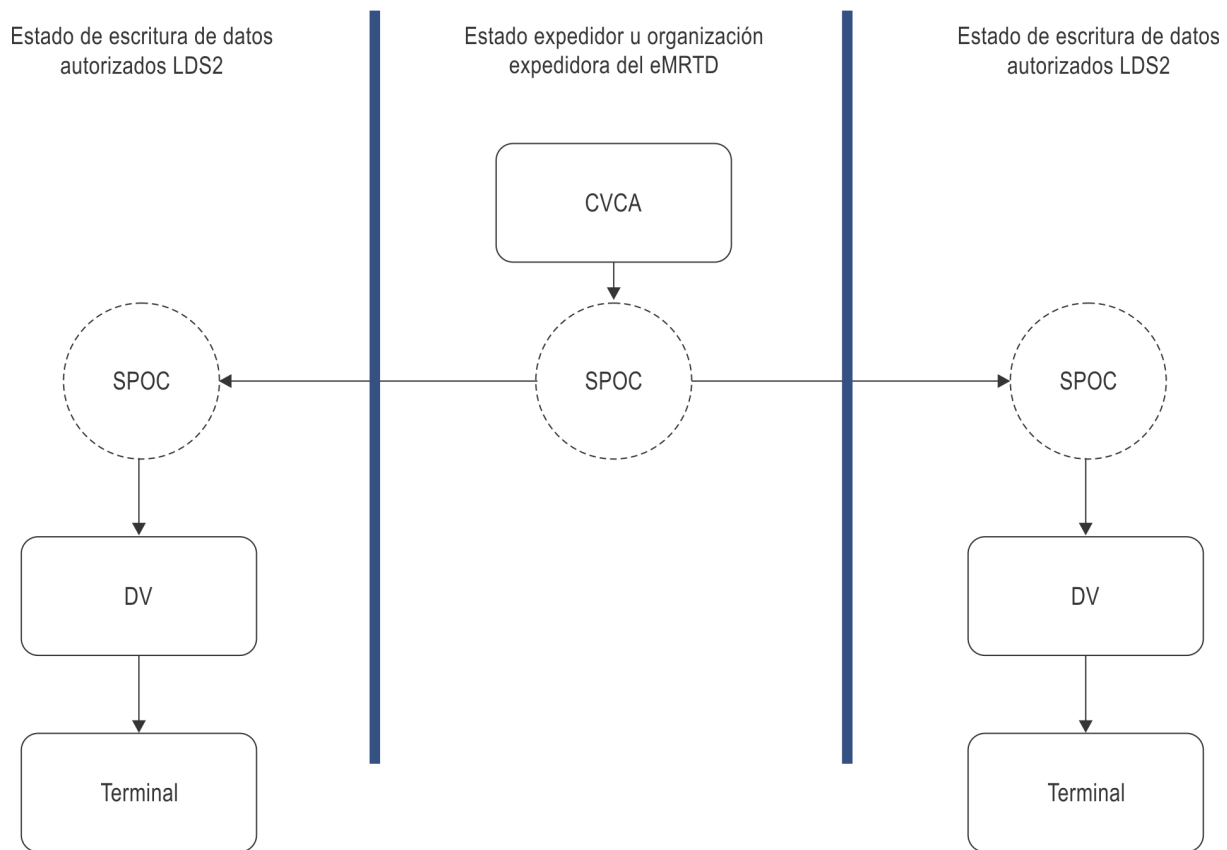 Estado de escritura de datos
autorizados LDS2
Estado expedidor u organización
expedidora del eMRTD
Estado de escritura de datos
autorizados LDS2
CVCA
SPOC
SPOC
SPOC
DV
DV
Terminal
Terminal